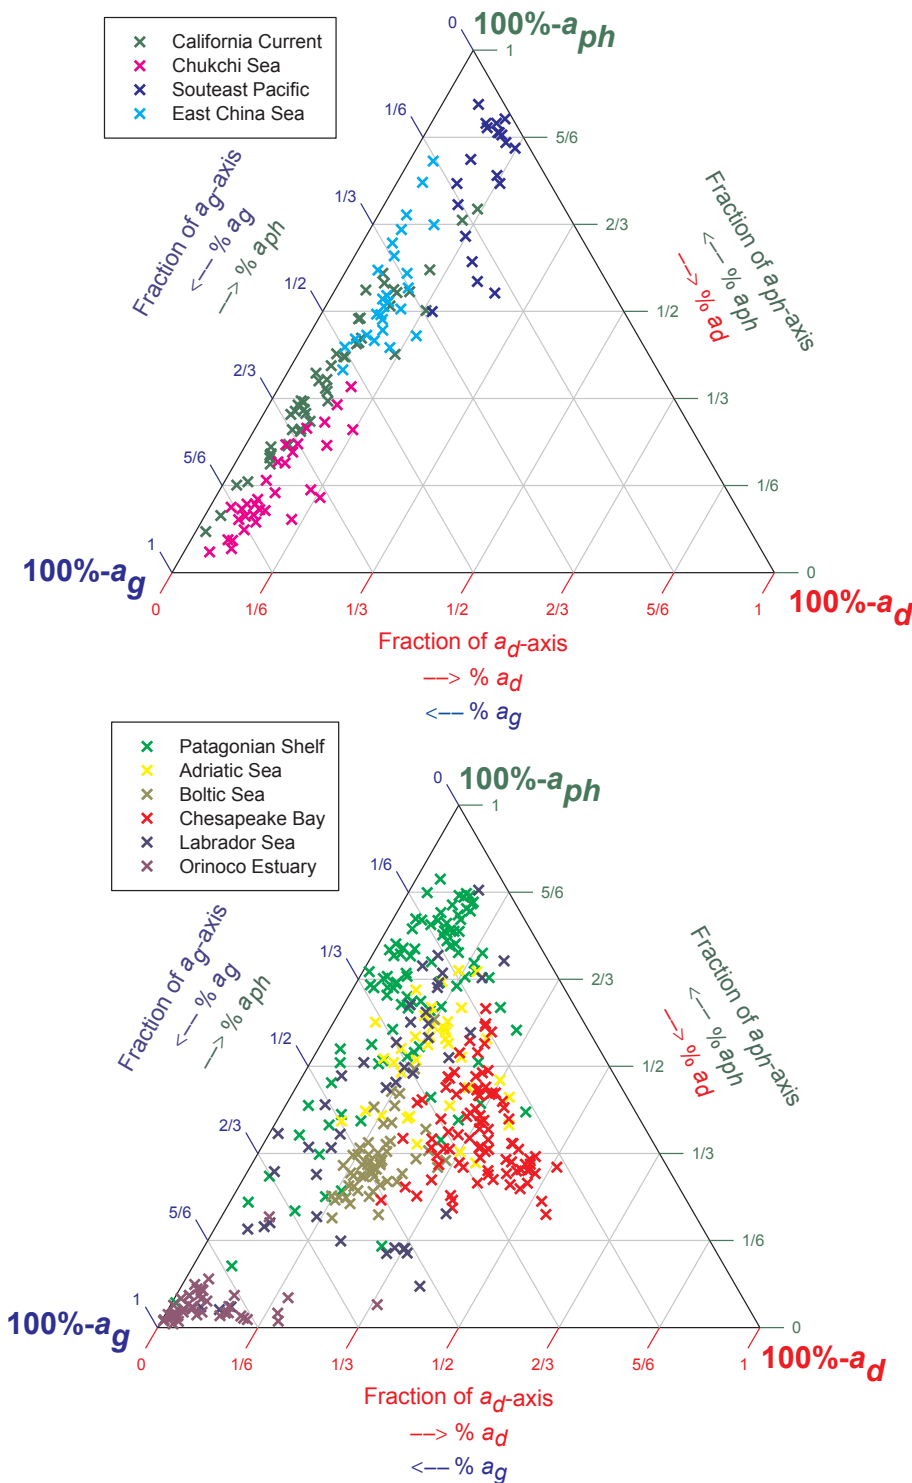 California Current
Chukchi Sea
Souteast Pacific
East China Sea
0
100%-aph
1
1/6
5/6
1/3
2/3
1/2
1/2
2/3
1/3
5/6
1/6
1
0
Fraction of ag-axis
<--- % ag
---> % aph
Fraction of aph-axis
<--- % aph
---> % ad
100%-ag
100%-ad
0
1/6
1/3
1/2
2/3
5/6
1
Fraction of ad-axis
---> % ad
<--- % ag
Patagonian Shelf
Adriatic Sea
Boltic Sea
Chesapeake Bay
Labrador Sea
Orinoco Estuary
0
100%-aph
1
1/6
5/6
1/3
2/3
1/2
1/2
2/3
1/3
5/6
1/6
1
0
Fraction of ag-axis
<--- % ag
---> % aph
Fraction of aph-axis
<--- % aph
---> % ad
100%-ag
100%-ad
0
1/6
1/3
1/2
2/3
5/6
1
Fraction of ad-axis
---> % ad
<--- % ag